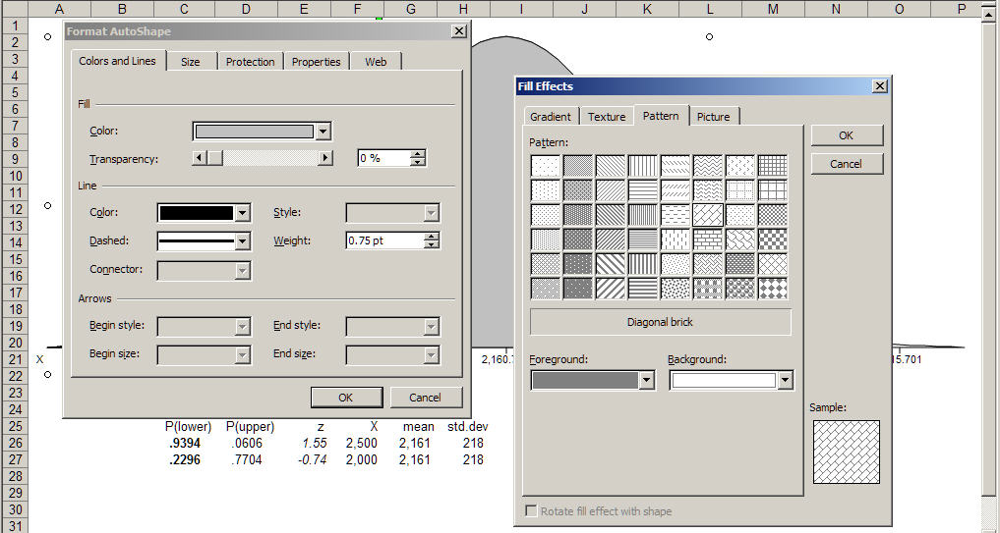 A B C D E F G H I J K L M N O P
1
2
3
4
5
6
7
8
9
10
11
12
13
14
15
16
17
18
19
20
21
22
23
24
25
26
27
28
29
30
31
Format AutoShape
Colors and Lines Size Protection Properties Web
Fill
Color:
Transparency: 0 %
Line
Color: Style:
Dashed: Weight: 0.75 pt
Connector:
Arrows
Begin style: End style:
Begin size: End size:
OK Cancel
Fill Effects
Gradient Texture Pattern Picture
Pattern:
OK
Cancel
Diagonal brick
Foreground: Background:
Sample:
Rotate fill effect with shape
X 2,160.7 15.701
P(lower) P(upper) z X mean std.dev
.9394 .0606 1.55 2,500 2,161 218
.2296 .7704 -0.74 2,000 2,161 218